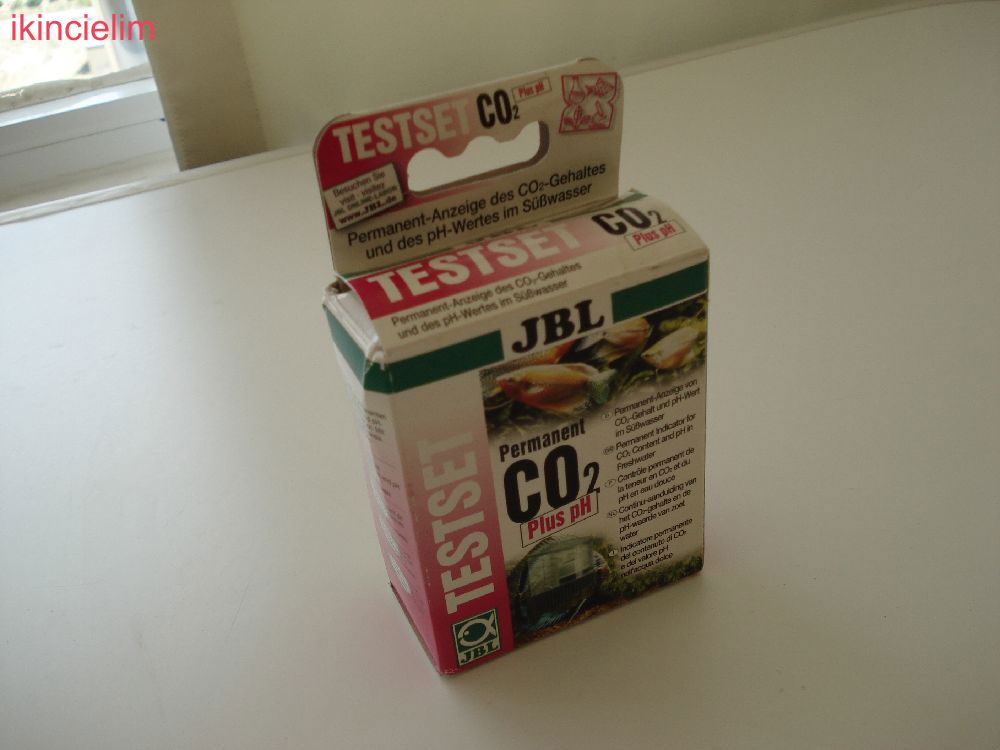 ikincielim
TESTSET CO2 Plus pH
Besuchen Sie
visit - visitez
JBL ONLINE-LABOR
www.JBL.de
Permanent-Anzeige des CO2-Gehaltes
und des pH-Wertes im Süßwasser
TESTSET CO2
Plus pH
Permanent-Anzeige des CO2-Gehaltes
und des pH-Wertes im Süßwasser
JBL
Permanent
CO2
Plus pH
Permanent-Anzeige von
CO2-Gehalt und pH-Wert
im Süßwasser
Permanent Indicator for
CO2 Content and pH in
Freshwater
Contrôle permanent de
la teneur en CO2 et du
pH en eau douce
Continu-aanduiding van
het CO2-gehalte en de
pH-waarde van zoet
water
Indicatore permanente
del contenuto di CO2
e del valore pH
nell'acqua dolce
TESTSET
JBL